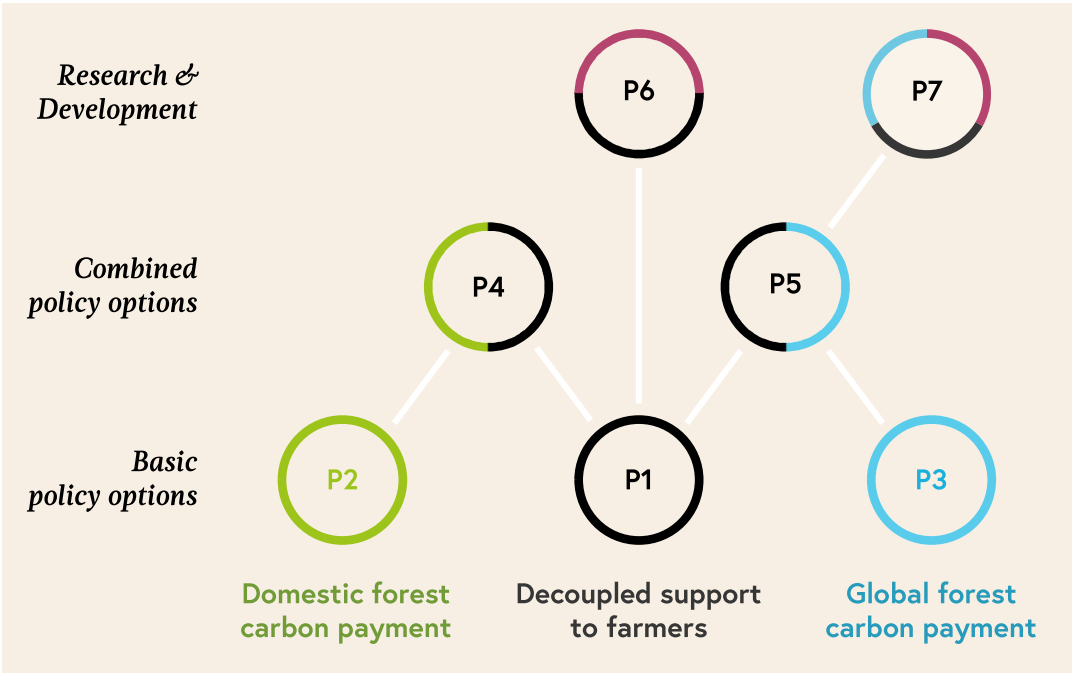 Research &
Development
P6
P7
Combined
policy options
P4
P5
Basic
policy options
P2
P1
P3
Domestic forest
carbon payment
Decoupled support
to farmers
Global forest
carbon payment